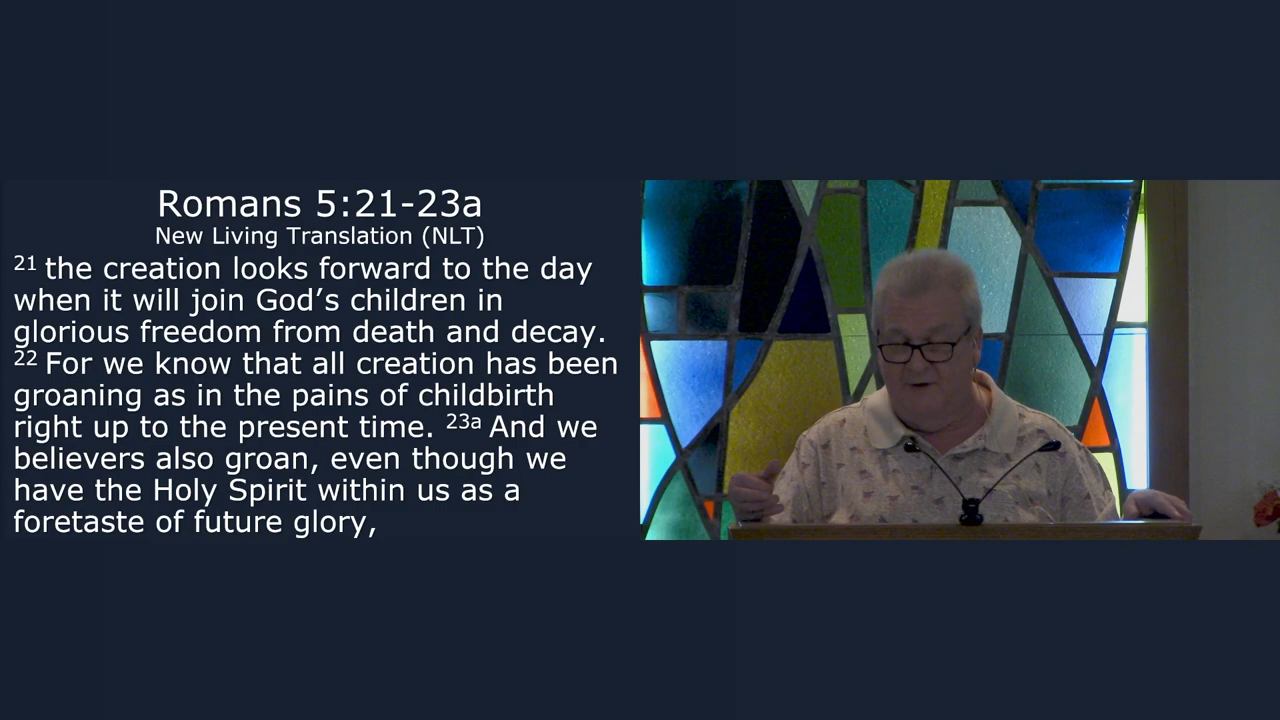 Romans 5:21-23a
New Living Translation (NLT)
21 the creation looks forward to the day
when it will join God’s children in
glorious freedom from death and decay.
22 For we know that all creation has been
groaning as in the pains of childbirth
right up to the present time. 23a And we
believers also groan, even though we
have the Holy Spirit within us as a
foretaste of future glory,